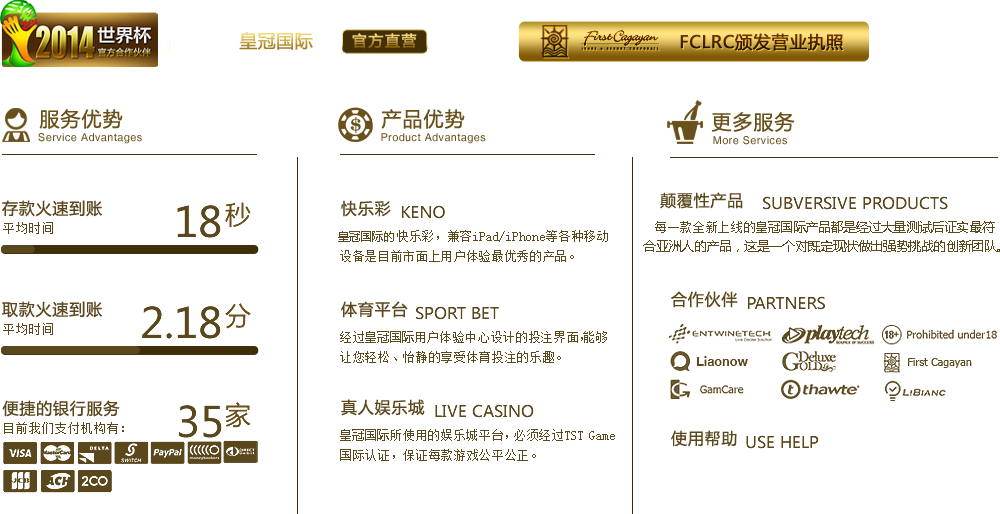 2014 世界杯
官方合作伙伴
皇冠国际 官方直营
First Cagayan
FCLRC颁发营业执照
服务优势
Service Advantages
存款火速到账
平均时间
18秒
取款火速到账
平均时间
2.18分
便捷的银行服务
目前我们支付机构有：
35家
VISA MasterCard DELTA SWITCH PayPal moneybookers
JCB ACH 2CO
产品优势
Product Advantages
快乐彩 KENO
皇冠国际的快乐彩，兼容iPad/iPhone等各种移动
设备是目前市面上用户体验最优秀的产品。
体育平台 SPORT BET
经过皇冠国际用户体验中心设计的投注界面,能够
让您轻松、怡静的享受体育投注的乐趣。
真人娱乐城 LIVE CASINO
皇冠国际所使用的娱乐城平台，必须经过TST Game
国际认证，保证每款游戏公平公正。
更多服务
More Services
颠覆性产品 SUBVERSIVE PRODUCTS
每一款全新上线的皇冠国际产品都是经过大量测试后证实最符
合亚洲人的产品，这是一个对既定现状做出强势挑战的创新团队。
合作伙伴 PARTNERS
ENTWINETECH
Live Dealer Solution
playtech
SOURCE OF SUCCESS
18+ Prohibited under18
Liaonow
Goldeluxe
First Cagayan
GamCare
thawte
LiBiANC
使用帮助 USE HELP